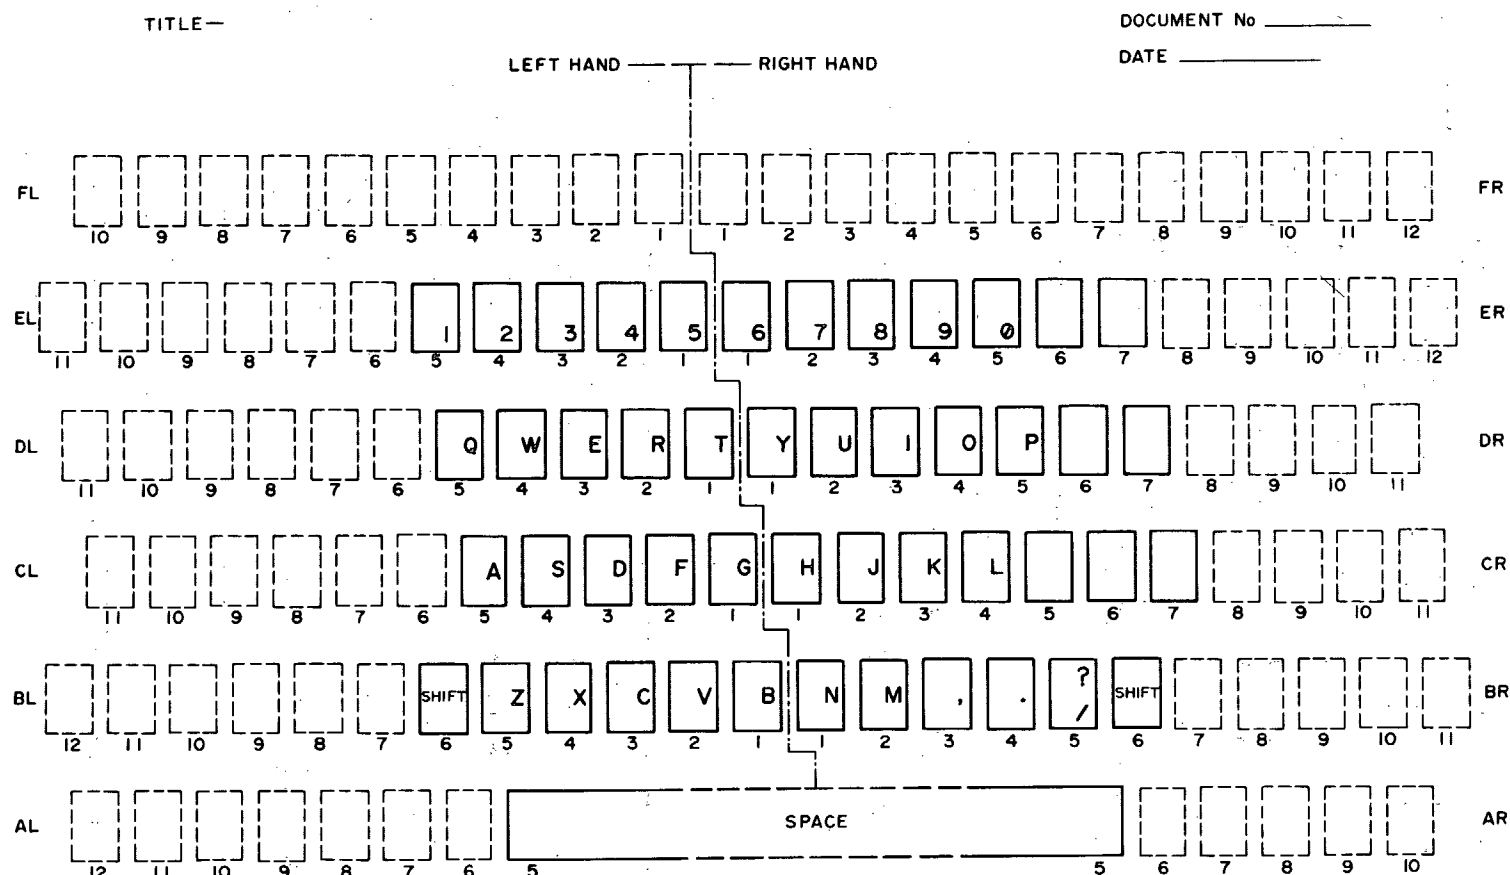 TITLE— DOCUMENT No
LEFT HAND RIGHT HAND DATE
FL FR
10 9 8 7 6 5 4 3 2 1 1 2 3 4 5 6 7 8 9 10 11 12
EL 1 2 3 4 5 6 7 8 9 0 ER
11 10 9 8 7 6 5 4 3 2 1 1 2 3 4 5 6 7 8 9 10 11 12
DL Q W E R T Y U I O P DR
11 10 9 8 7 6 5 4 3 2 1 1 2 3 4 5 6 7 8 9 10 11
CL A S D F G H J K L CR
11 10 9 8 7 6 5 4 3 2 1 1 2 3 4 5 6 7 8 9 10 11
?
BL SHIFT Z X C V B N M , . / SHIFT BR
12 11 10 9 8 7 6 5 4 3 2 1 1 2 3 4 5 6 7 8 9 10 11
AL SPACE AR
12 11 10 9 8 7 6 5 5 6 7 8 9 10